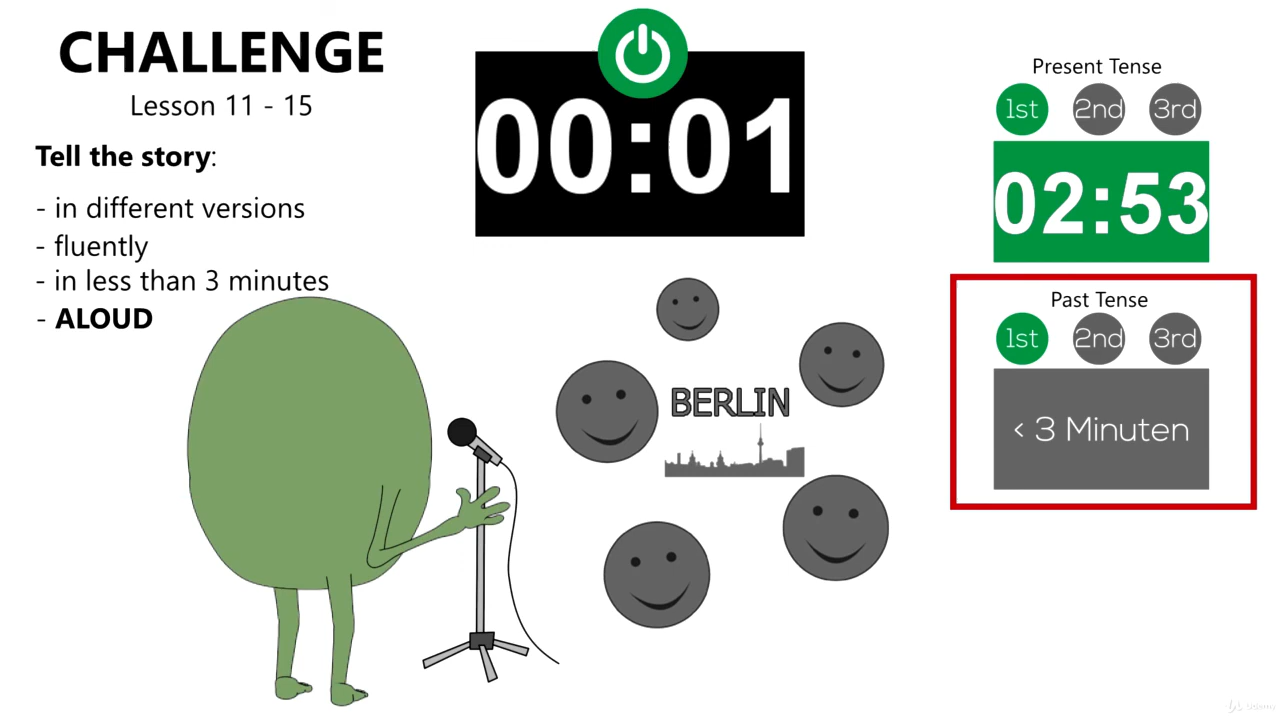 CHALLENGE
Lesson 11 - 15
Tell the story:
- in different versions
- fluently
- in less than 3 minutes
- ALOUD
00:01
BERLIN
Present Tense
1st 2nd 3rd
02:53
Past Tense
1st 2nd 3rd
< 3 Minuten